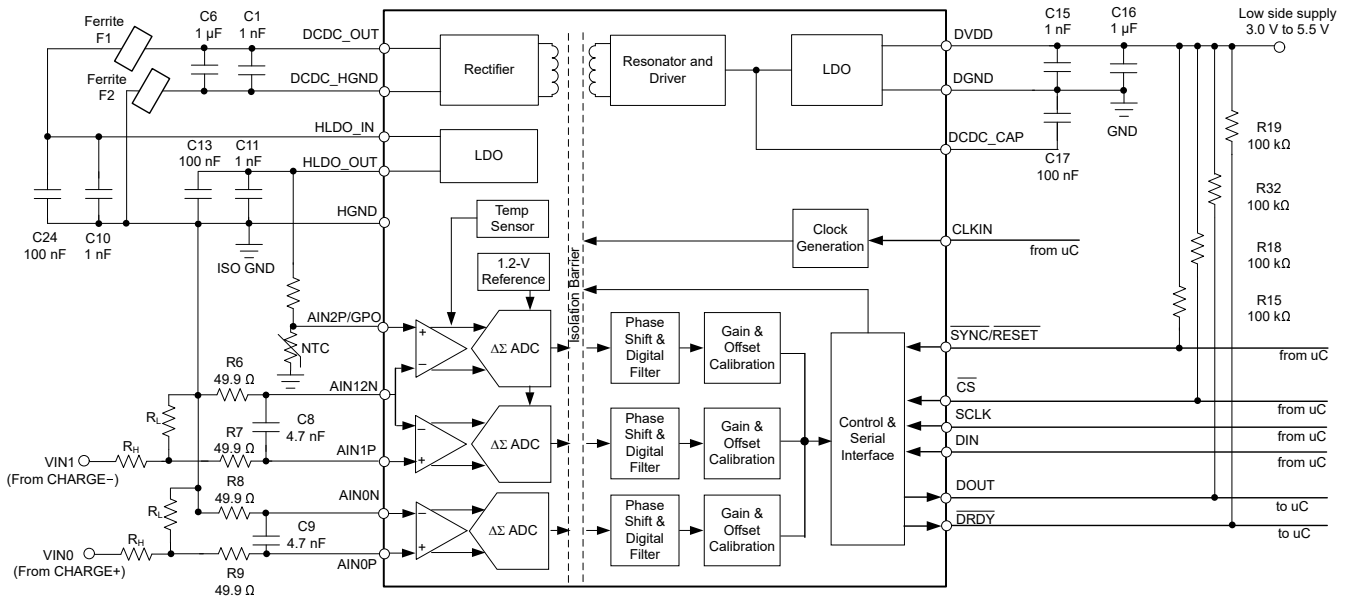 Ferrite
F1
C6
1 µF
C1
1 nF
DCDC_OUT
Ferrite
F2
DCDC_HGND
HLDO_IN
C13
100 nF
C11
1 nF
HLDO_OUT
HGND
C24
100 nF
C10
1 nF
ISO GND
AIN2P/GPO
NTC
R6
49.9 Ω
AIN12N
C8
4.7 nF
RL
R7
49.9 Ω
AIN1P
RH
VIN1
(From CHARGE−)
R8
49.9 Ω
AIN0N
RL
C9
4.7 nF
RH
VIN0
(From CHARGE+)
R9
49.9 Ω
AIN0P
Rectifier
LDO
Temp
Sensor
1.2-V
Reference
+
−
ΔΣ ADC
−
+
ΔΣ ADC
−
+
ΔΣ ADC
Isolation Barrier
Resonator and
Driver
LDO
Clock
Generation
Phase
Shift &
Digital
Filter
Gain &
Offset
Calibration
Phase
Shift &
Digital
Filter
Gain &
Offset
Calibration
Phase
Shift &
Digital
Filter
Gain &
Offset
Calibration
Control &
Serial
Interface
DVDD
C15
1 nF
C16
1 µF
Low side supply
3.0 V to 5.5 V
DGND
GND
DCDC_CAP
C17
100 nF
R19
100 kΩ
R32
100 kΩ
R18
100 kΩ
R15
100 kΩ
CLKIN
from uC
SYNC/RESET
from uC
CS
from uC
SCLK
from uC
DIN
from uC
DOUT
to uC
DRDY
to uC